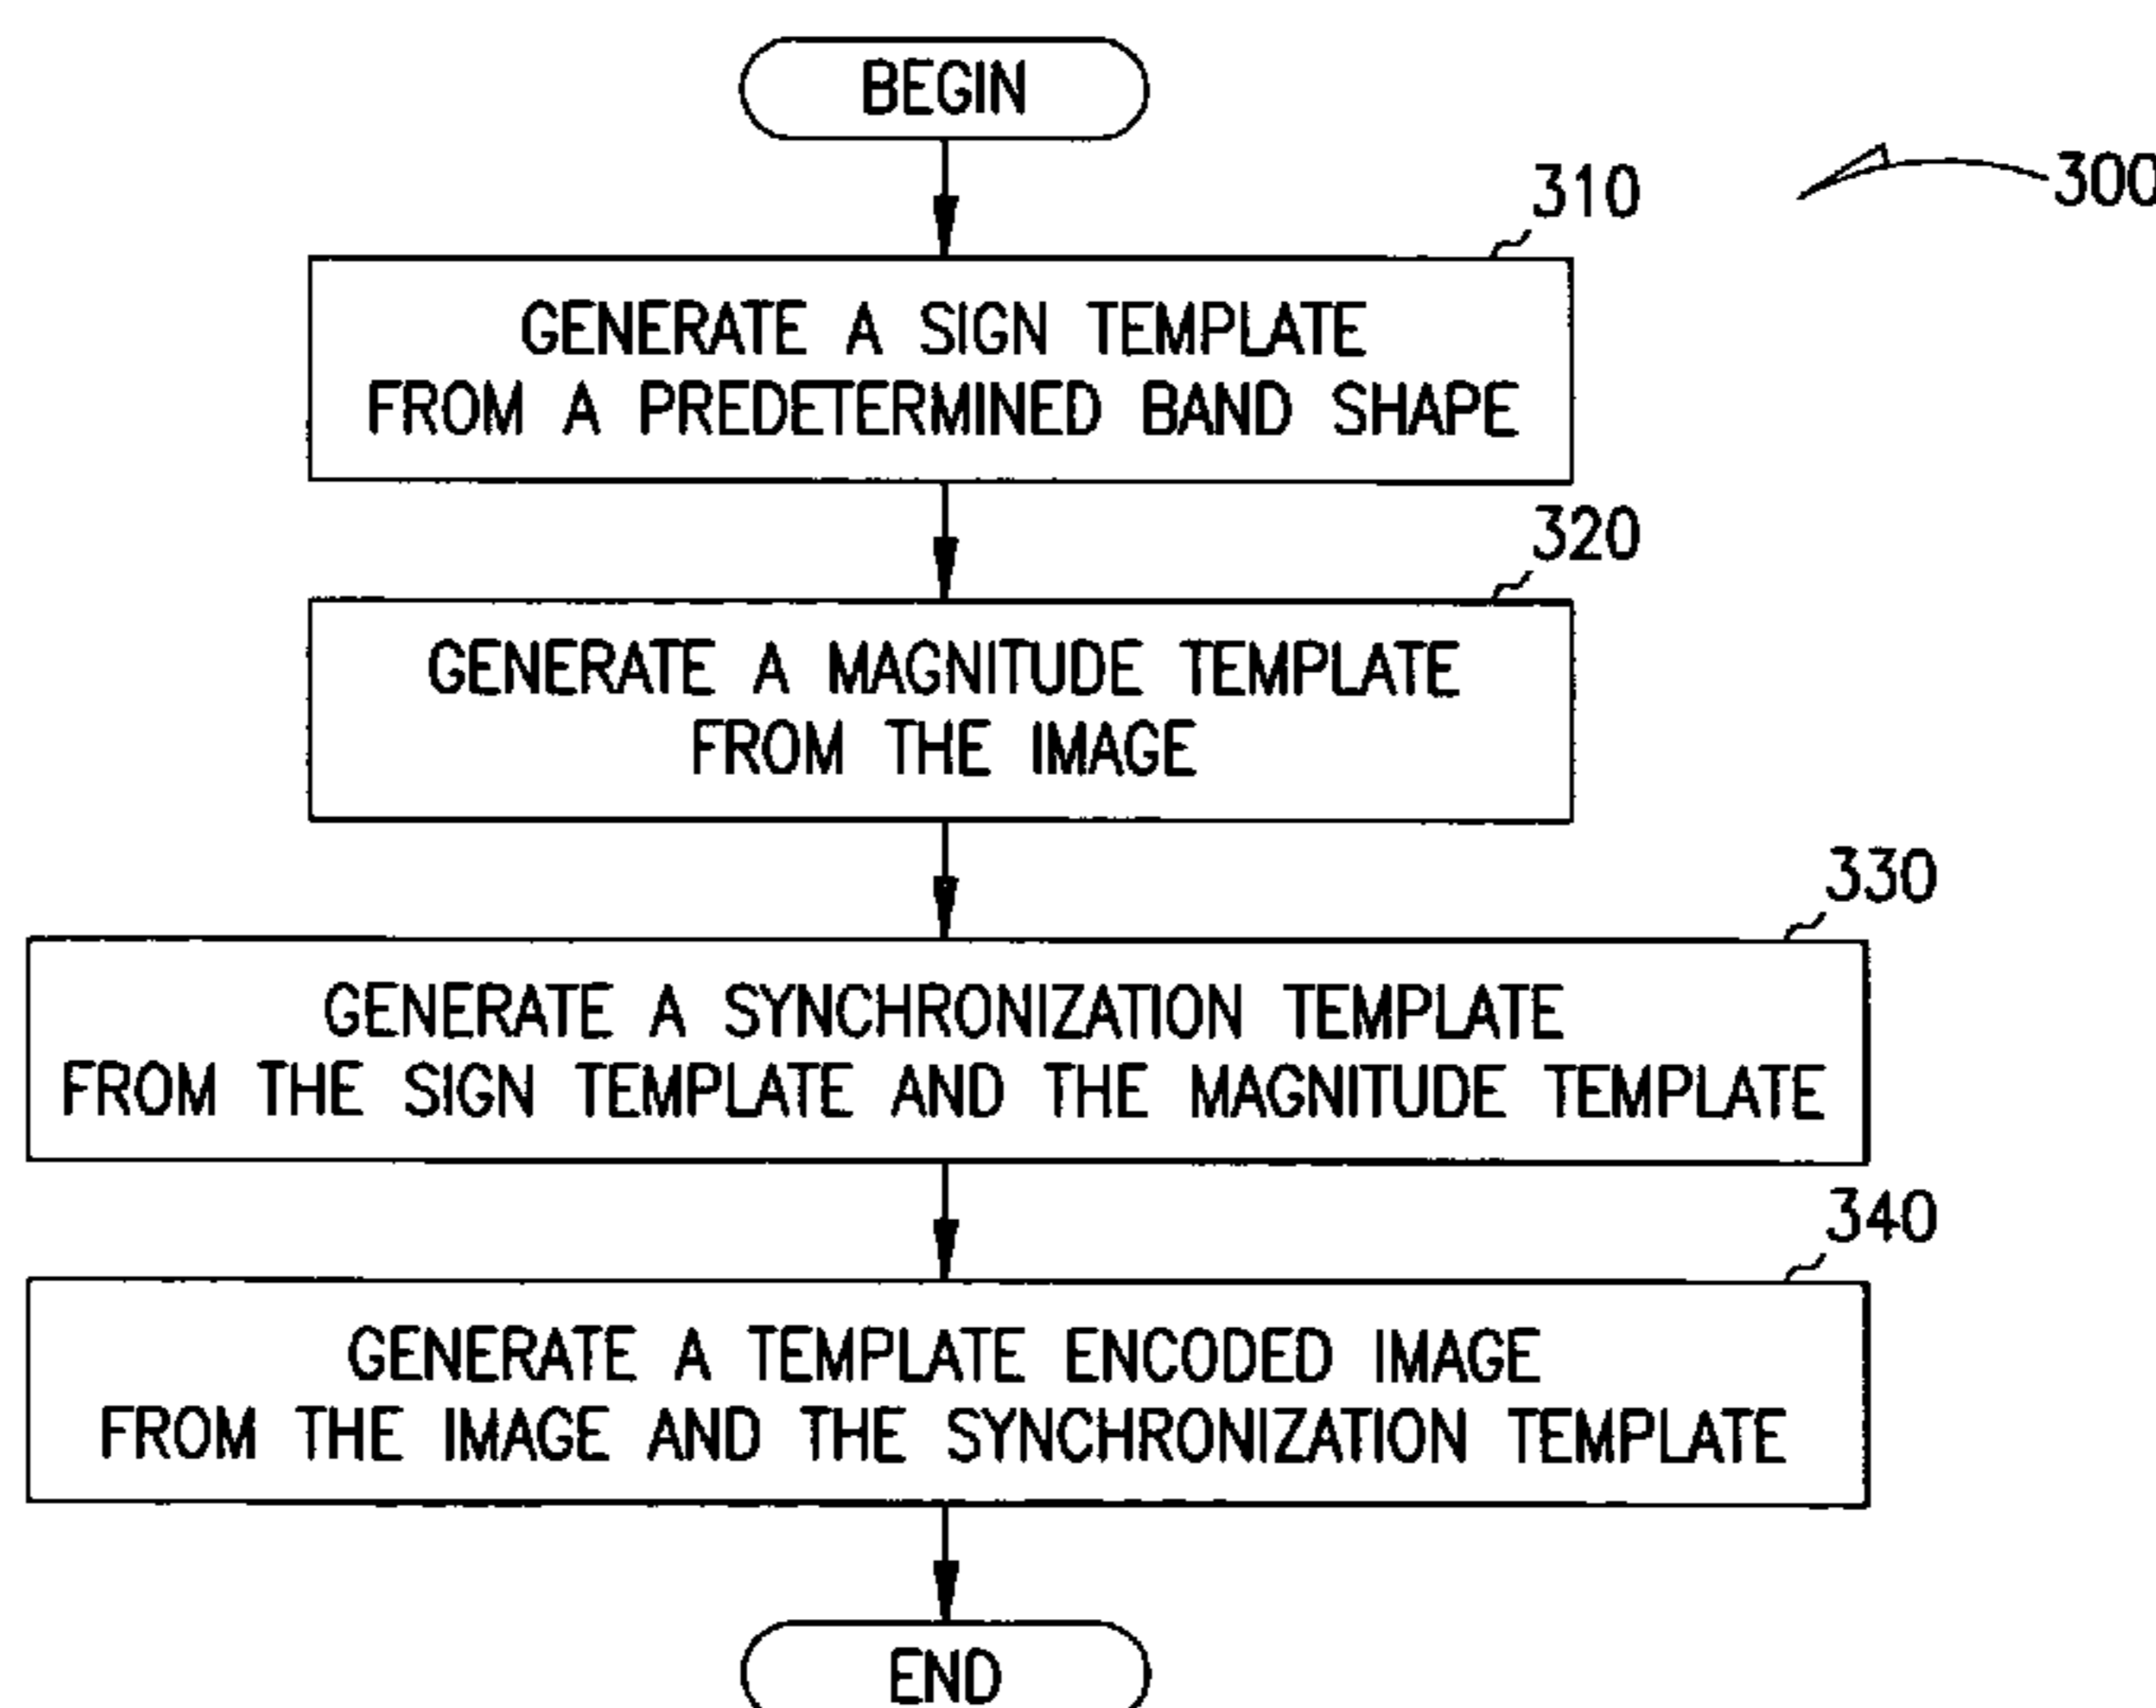 BEGIN
300
310
GENERATE A SIGN TEMPLATE
FROM A PREDETERMINED BAND SHAPE
320
GENERATE A MAGNITUDE TEMPLATE
FROM THE IMAGE
330
GENERATE A SYNCHRONIZATION TEMPLATE
FROM THE SIGN TEMPLATE AND THE MAGNITUDE TEMPLATE
340
GENERATE A TEMPLATE ENCODED IMAGE
FROM THE IMAGE AND THE SYNCHRONIZATION TEMPLATE
END